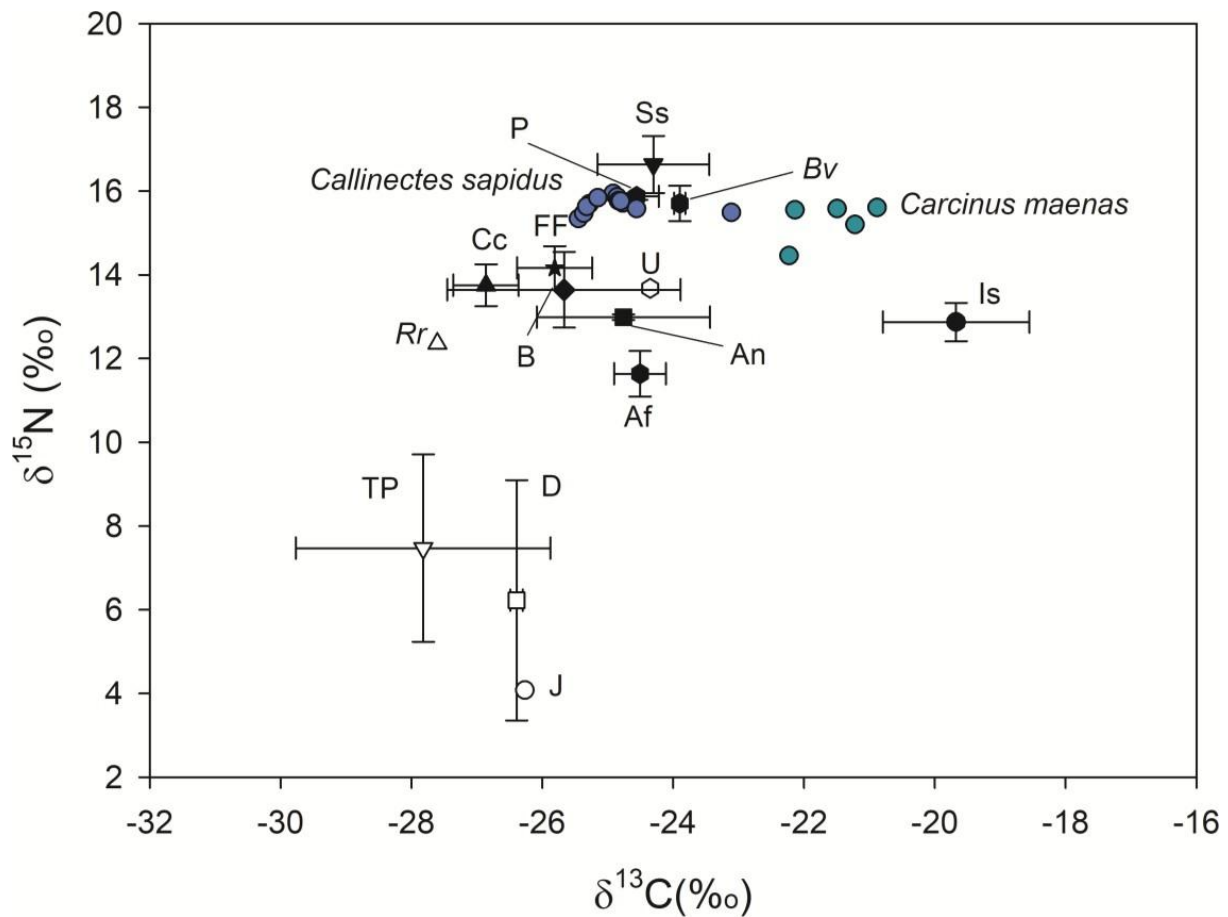 20
18
16
14
12
10
8
6
4
2
δ15N (‰)
P
Ss
Callinectes sapidus
Bv
Carcinus maenas
Cc
FF
U
Is
Rr
B
An
Af
TP
D
J
-32
-30
-28
-26
-24
-22
-20
-18
-16
δ13C(‰)